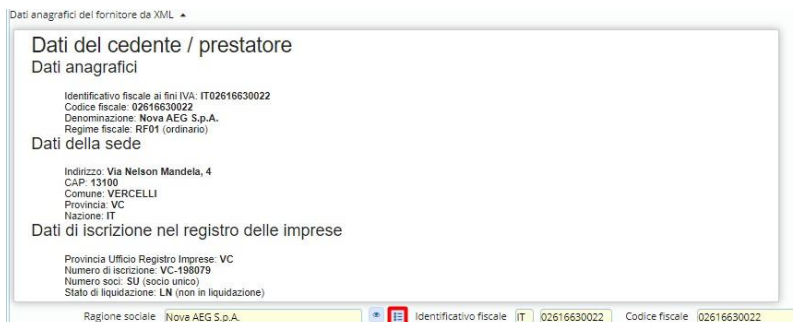 Dati anagrafici del fornitore da XML
Dati del cedente / prestatore
Dati anagrafici
Identificativo fiscale ai fini IVA: IT02616630022
Codice fiscale: 02616630022
Denominazione: Nova AEG S.p.A.
Regime fiscale: RF01 (ordinario)
Dati della sede
Indirizzo: Via Nelson Mandela, 4
CAP: 13100
Comune: VERCELLI
Provincia: VC
Nazione: IT
Dati di iscrizione nel registro delle imprese
Provincia Ufficio Registro Imprese: VC
Numero di iscrizione: VC-198079
Numero soci: SU (socio unico)
Stato di liquidazione: LN (non in liquidazione)
Ragione sociale Nova AEG S.p.A. Identificativo fiscale IT 02616630022 Codice fiscale 02616630022